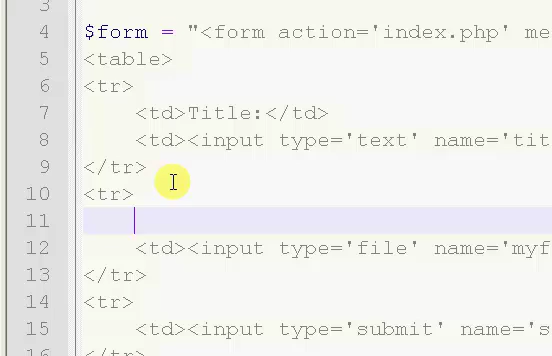 3
4 $form = "<form action='index.php' me
5 <table>
6 <tr>
7 <td>Title:</td>
8 <td><input type='text' name='tit
9 </tr>
10 <tr>
11
12 <td><input type='file' name='myf
13 </tr>
14 <tr>
15 <td><input type='submit' name='s
16 </tr>